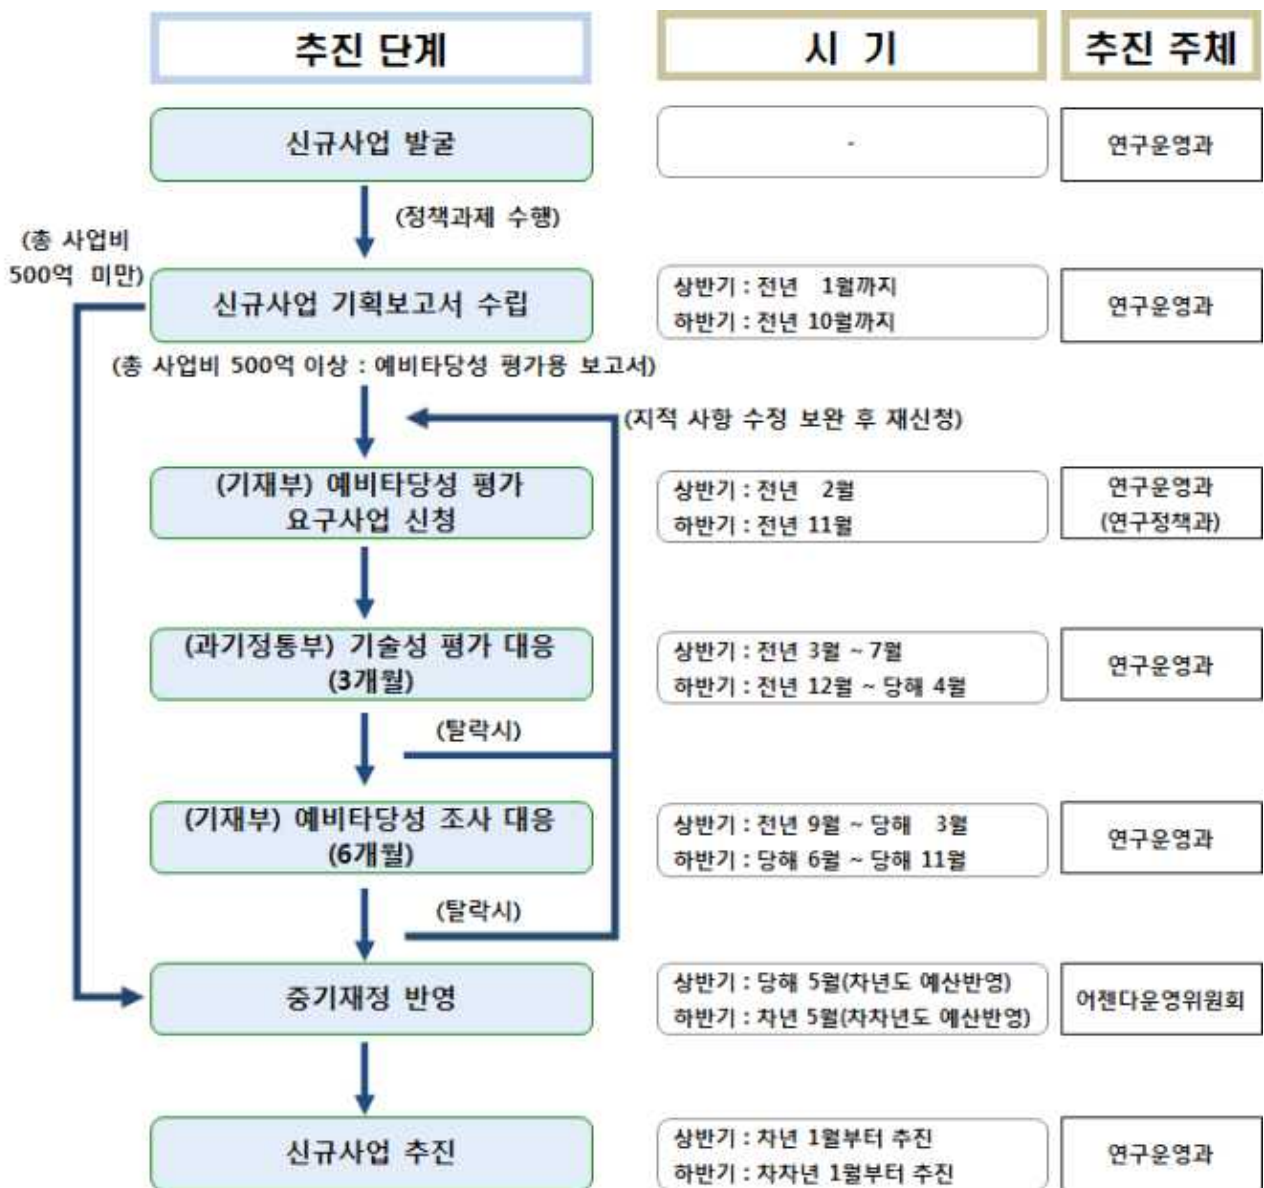 추진 단계
시 기
추진 주체
신규사업 발굴
-
연구운영과
(정책과제 수행)
(총 사업비
500억 미만)
신규사업 기획보고서 수립
상반기 : 전년 1월까지
하반기 : 전년 10월까지
연구운영과
(총 사업비 500억 이상 : 예비타당성 평가용 보고서)
(지적 사항 수정 보완 후 재신청)
(기재부) 예비타당성 평가
요구사업 신청
상반기 : 전년 2월
하반기 : 전년 11월
연구운영과
(연구정책과)
(과기정통부) 기술성 평가 대응
(3개월)
상반기 : 전년 3월 ~ 7월
하반기 : 전년 12월 ~ 당해 4월
연구운영과
(탈락시)
(기재부) 예비타당성 조사 대응
(6개월)
상반기 : 전년 9월 ~ 당해 3월
하반기 : 당해 6월 ~ 당해 11월
연구운영과
(탈락시)
중기재정 반영
상반기 : 당해 5월(차년도 예산반영)
하반기 : 차년 5월(차차년도 예산반영)
어젠다운영위원회
신규사업 추진
상반기 : 차년 1월부터 추진
하반기 : 차차년 1월부터 추진
연구운영과